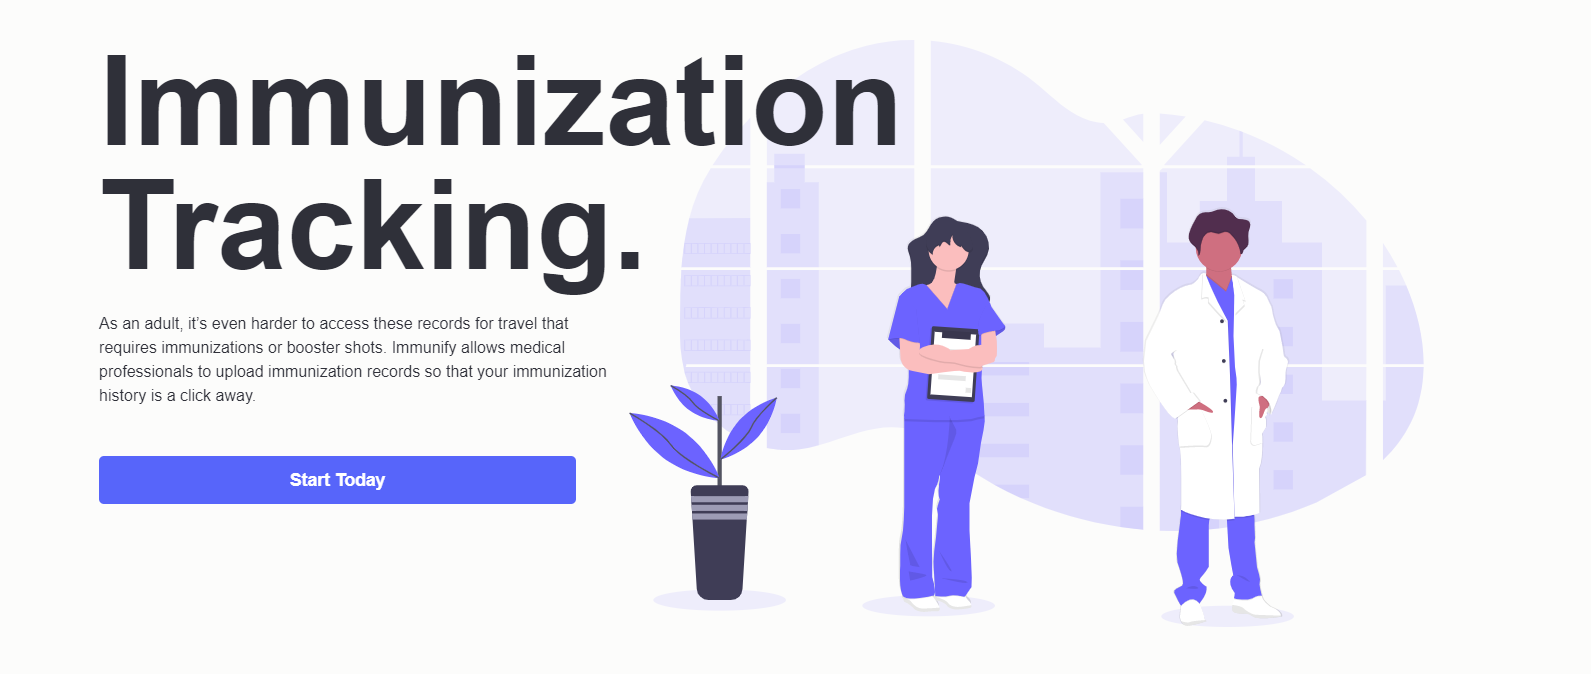 Immunization
Tracking.
As an adult, it’s even harder to access these records for travel that
requires immunizations or booster shots. Immunify allows medical
professionals to upload immunization records so that your immunization
history is a click away.
Start Today